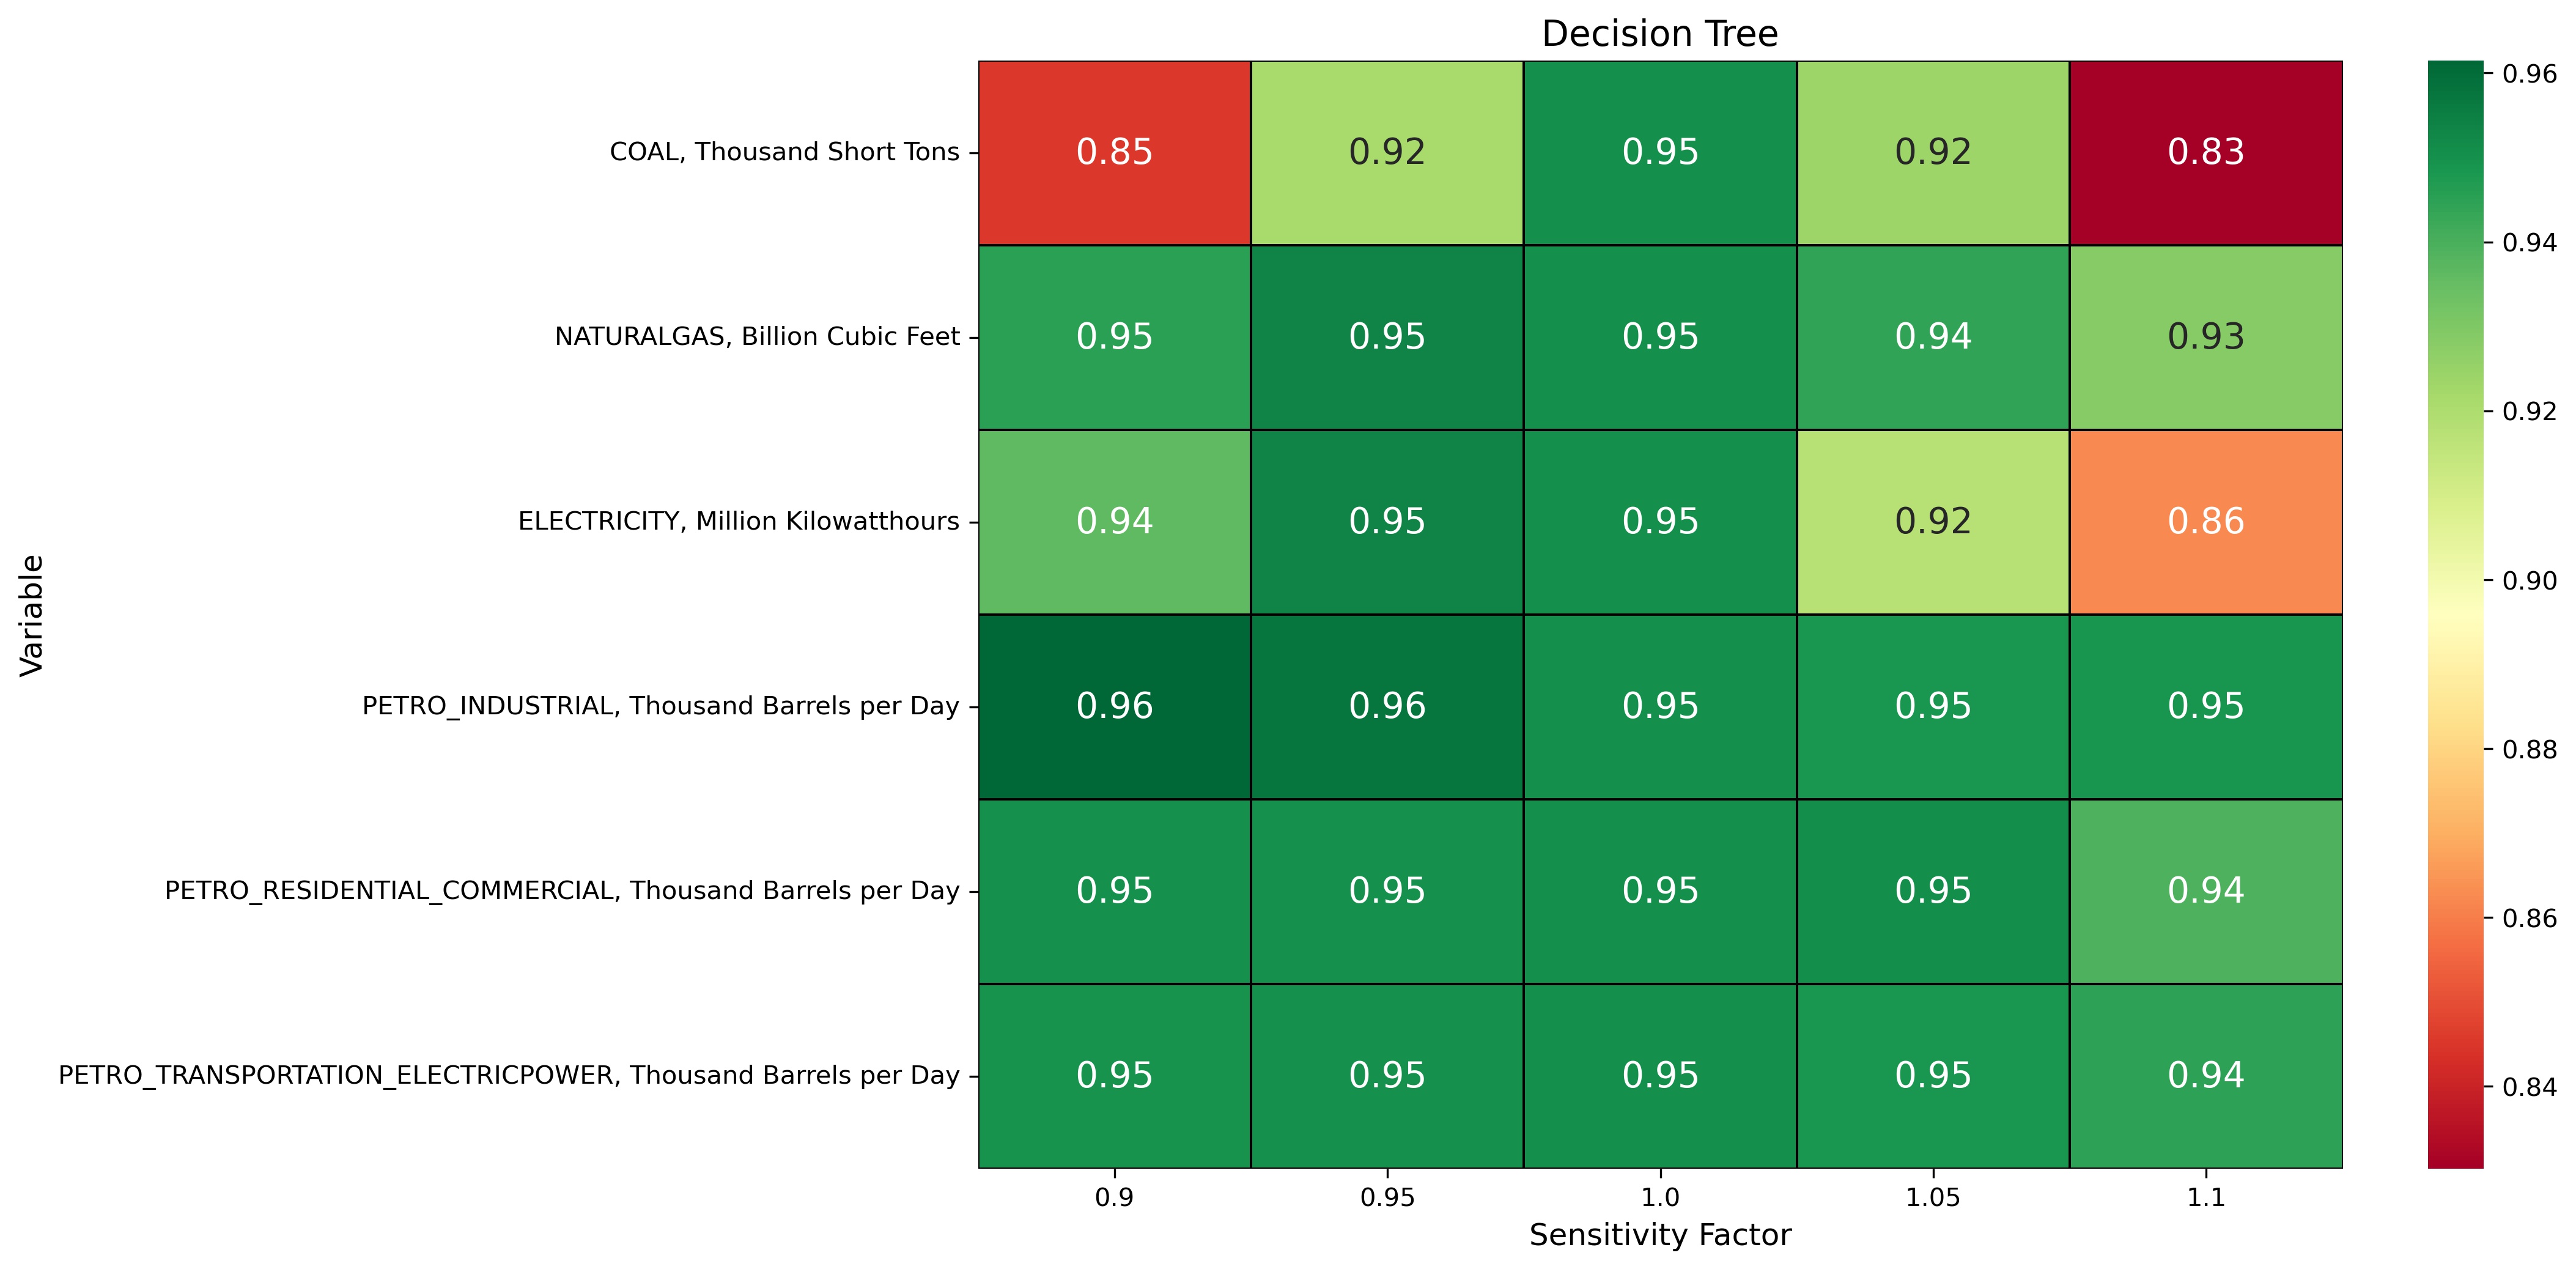 Decision Tree
COAL, Thousand Short Tons 0.85 0.92 0.95 0.92 0.83
NATURALGAS, Billion Cubic Feet 0.95 0.95 0.95 0.94 0.93
ELECTRICITY, Million Kilowatthours 0.94 0.95 0.95 0.92 0.86
PETRO_INDUSTRIAL, Thousand Barrels per Day 0.96 0.96 0.95 0.95 0.95
PETRO_RESIDENTIAL_COMMERCIAL, Thousand Barrels per Day 0.95 0.95 0.95 0.95 0.94
PETRO_TRANSPORTATION_ELECTRICPOWER, Thousand Barrels per Day 0.95 0.95 0.95 0.95 0.94
0.9 0.95 1.0 1.05 1.1
Sensitivity Factor
Variable
0.96
0.94
0.92
0.90
0.88
0.86
0.84